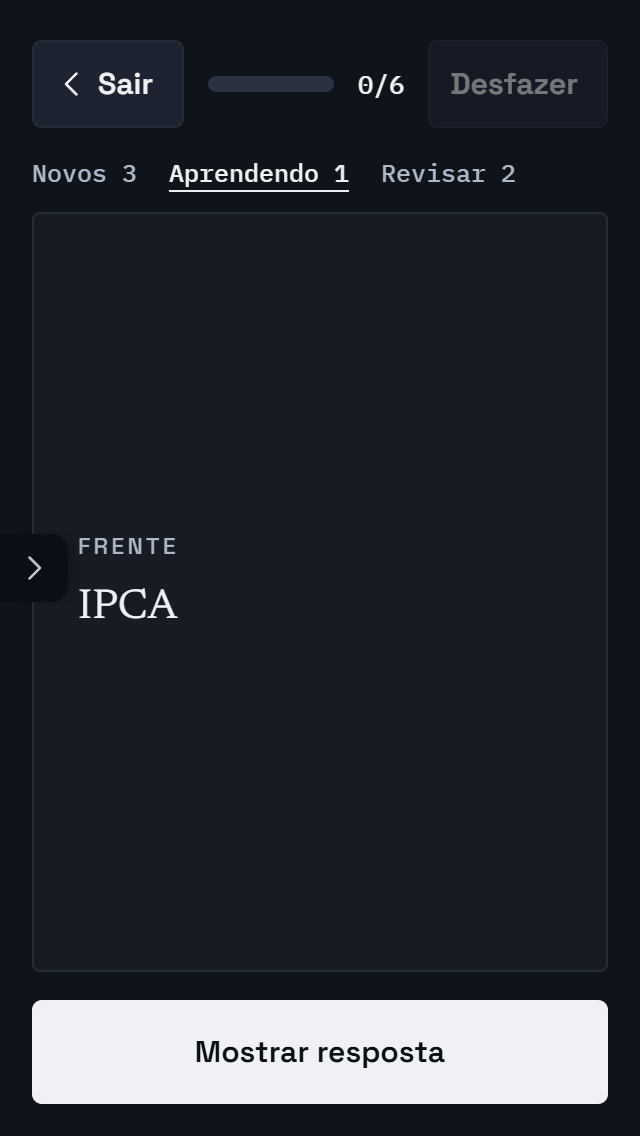 Sair
0/6
Desfazer
Novos 3
Aprendendo 1
Revisar 2
FRENTE
IPCA
Mostrar resposta